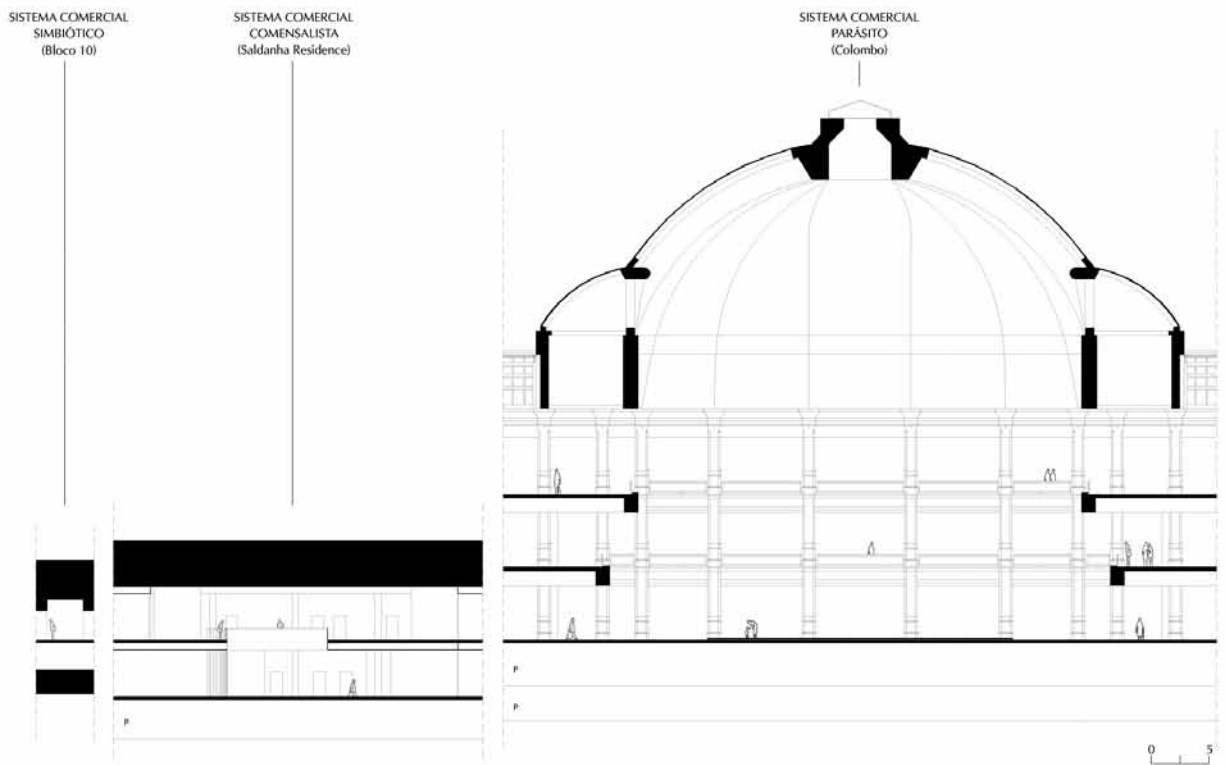 SISTEMA COMERCIAL
SIMBIÓTICO
(Bloco 10)
SISTEMA COMERCIAL
COMENSALISTA
(Saldanha Residence)
SISTEMA COMERCIAL
PARÁSITO
(Colombo)
P
P
P
0 5